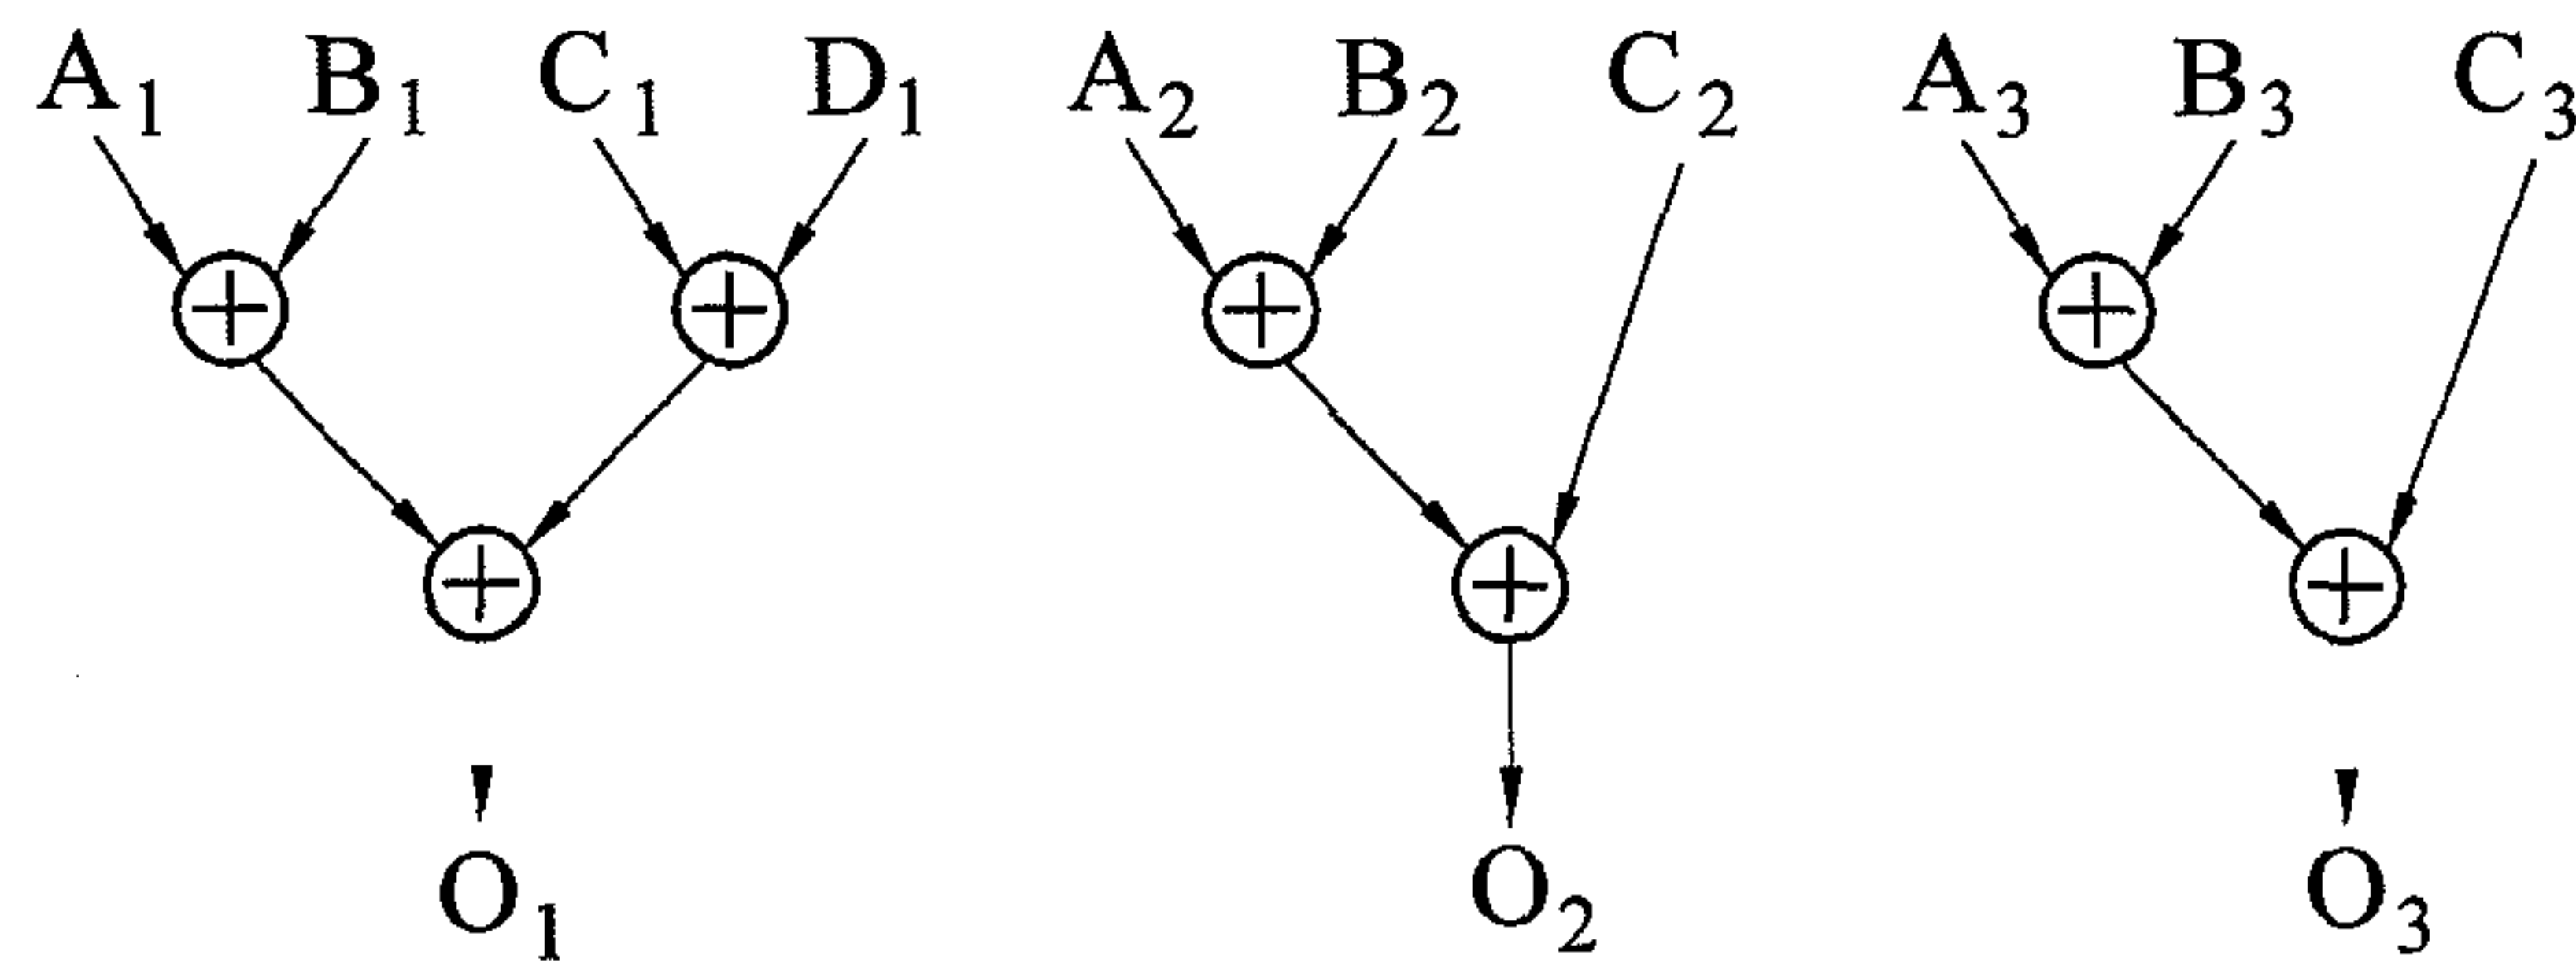 A₁ B₁ C₁ D₁ A₂ B₂ C₂ A₃ B₃ C₃
+ + + +
+ + +
O₁ O₂ O₃